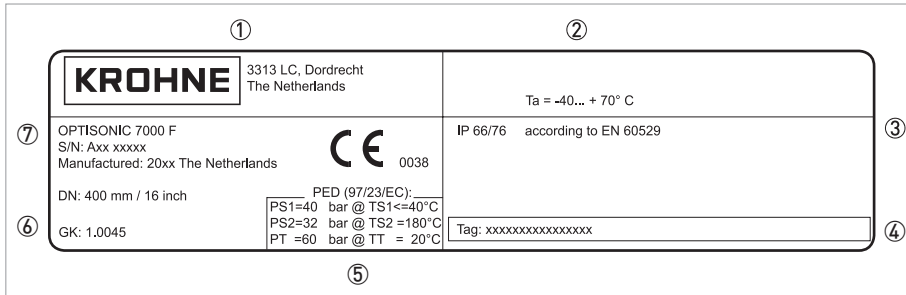 ①
②
KROHNE
3313 LC, Dordrecht
The Netherlands
Ta = -40... + 70° C
⑦
OPTISONIC 7000 F
S/N: Axx xxxxx
Manufactured: 20xx The Netherlands
CE 0038
IP 66/76 according to EN 60529
③
DN: 400 mm / 16 inch
PED (97/23/EC):
PS1=40 bar @ TS1<=40°C
PS2=32 bar @ TS2 =180°C
PT =60 bar @ TT = 20°C
⑥
GK: 1.0045
Tag: xxxxxxxxxxxxxxxx
④
⑤